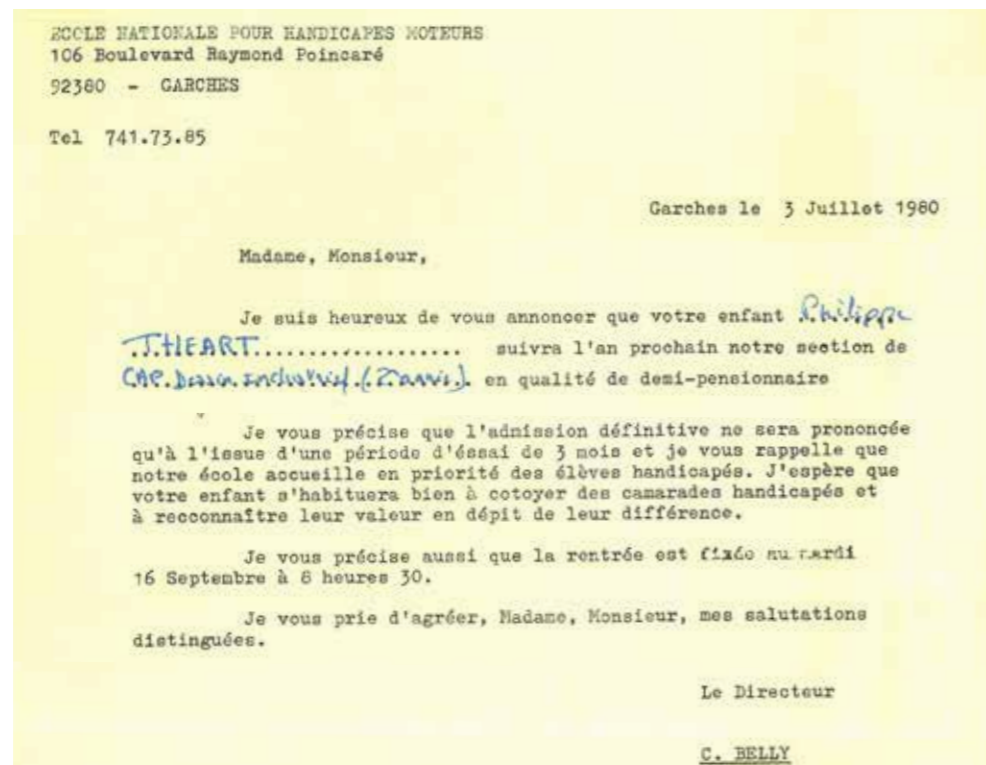 ECOLE NATIONALE POUR HANDICAPES MOTEURS
106 Boulevard Raymond Poincaré
92380 - GARCHES
Tel 741.73.85
Garches le 3 Juillet 1980
Madame, Monsieur,
Je suis heureux de vous annoncer que votre enfant Philippe
THEART.................. suivra l'an prochain notre section de
CAP Dessin Industriel (2 ans) en qualité de demi-pensionnaire
Je vous précise que l'admission définitive ne sera prononcée
qu'à l'issue d'une période d'éssai de 3 mois et je vous rappelle que
notre école accueille en priorité des élèves handicapés. J'espère que
votre enfant s'habituera bien à cotoyer des camarades handicapés et
à recconnaître leur valeur en dépit de leur différence.
Je vous précise aussi que la rentrée est fixée au mardi
16 Septembre à 8 heures 30.
Je vous prie d'agréer, Madame, Monsieur, mes salutations
distinguées.
Le Directeur
C. BELLY